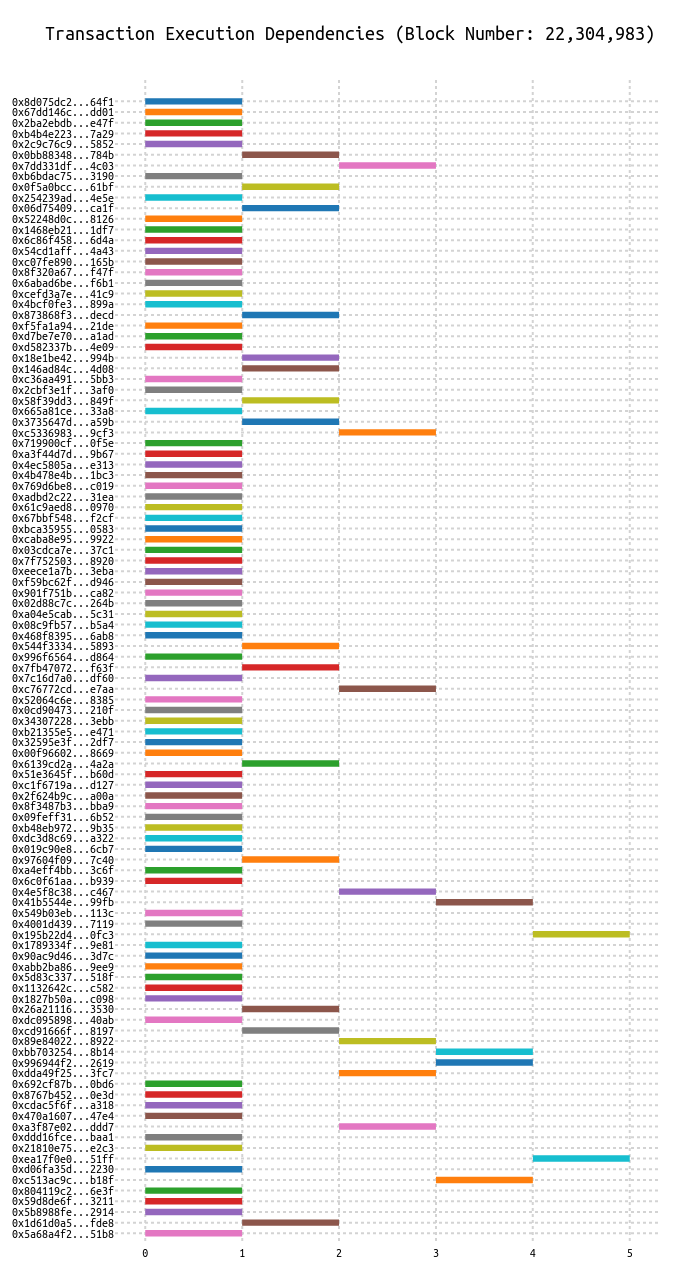 Transaction Execution Dependencies (Block Number: 22,304,983)
0x8d075dc2...64f1
0x67dd146c...dd01
0x2ba2ebdb...e47f
0xb4b4e223...7a29
0x2c9c76c9...5852
0x0bb88348...784b
0x7dd331df...4c03
0xb6bdac75...3190
0x0f5a0bcc...61bf
0x254239ad...4e5e
0x06d75409...ca1f
0x52248d0c...8126
0x1468eb21...1df7
0x6c86f458...6d4a
0x54cd1aff...4a43
0xc07fe890...165b
0x8f320a67...f47f
0x6abad6be...f6b1
0xcefd3a7e...41c9
0x4bcf0fe3...899a
0x873868f3...decd
0xf5fa1a94...21de
0xd7be7e70...a1ad
0xd582337b...4e09
0x18e1be42...994b
0x146ad84c...4d08
0xc36aa491...5bb3
0x2cbf3e1f...3af0
0x58f39dd3...849f
0x665a81ce...33a8
0x3735647d...a59b
0xc5336983...9cf3
0x719900cf...0f5e
0xa3f44d7d...9b67
0x4ec5805a...e313
0x4b478e4b...1bc3
0x769d6be8...c019
0xadbd2c22...31ea
0x61c9aed8...0970
0x67bbf548...f2cf
0xbca35955...0583
0xcaba8e95...9922
0x03cdca7e...37c1
0x7f752503...8920
0xeece1a7b...3eba
0xf59bc62f...d946
0x901f751b...ca82
0x02d88c7c...264b
0xa04e5cab...5c31
0x08c9fb57...b5a4
0x468f8395...6ab8
0x544f3334...5893
0x996f6564...d864
0x7fb47072...f63f
0x7c16d7a0...df60
0xc76772cd...e7aa
0x52064c6e...8385
0x0cd90473...210f
0x34307228...3ebb
0xb21355e5...e471
0x32595e3f...2df7
0x00f96602...8669
0x6139cd2a...4a2a
0x51e3645f...b60d
0xc1f6719a...d127
0x2f624b9c...a00a
0x8f3487b3...bba9
0x09feff31...6b52
0xb48eb972...9b35
0xdc3d8c69...a322
0x019c90e8...6cb7
0x97604f09...7c40
0xa4eff4bb...3c6f
0x6c0f61aa...b939
0x4e5f8c38...c467
0x41b5544e...99fb
0x549b03eb...113c
0x4001d439...7119
0x195b22d4...0fc3
0x1789334f...9e81
0x90ac9d46...3d7c
0xabb2ba86...9ee9
0x5d83c337...518f
0x1132642c...c582
0x1827b50a...c098
0x26a21116...3530
0xdc095898...40ab
0xcd91666f...8197
0x89e84022...8922
0xbb703254...8b14
0x996944f2...2619
0xdda49f25...3fc7
0x692cf87b...0bd6
0x8767b452...0e3d
0xcdac5f6f...a318
0x470a1607...47e4
0xa3f87e02...ddd7
0xddd16fce...baa1
0x21810e75...e2c3
0xea17f0e0...51ff
0xd06fa35d...2230
0xc513ac9c...b18f
0x804119c2...6e3f
0x59d8de6f...3211
0x5b8988fe...2914
0x1d61d0a5...fde8
0x5a68a4f2...51b8
0 1 2 3 4 5